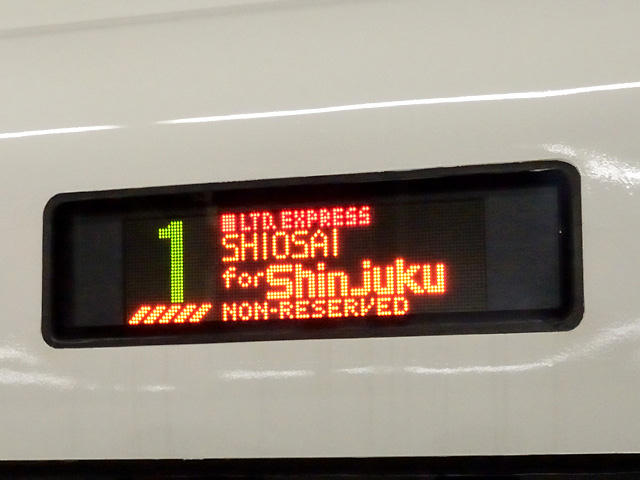 1
LTD. EXPRESS
SHIOSAI
for Shinjuku
NON-RESERVED